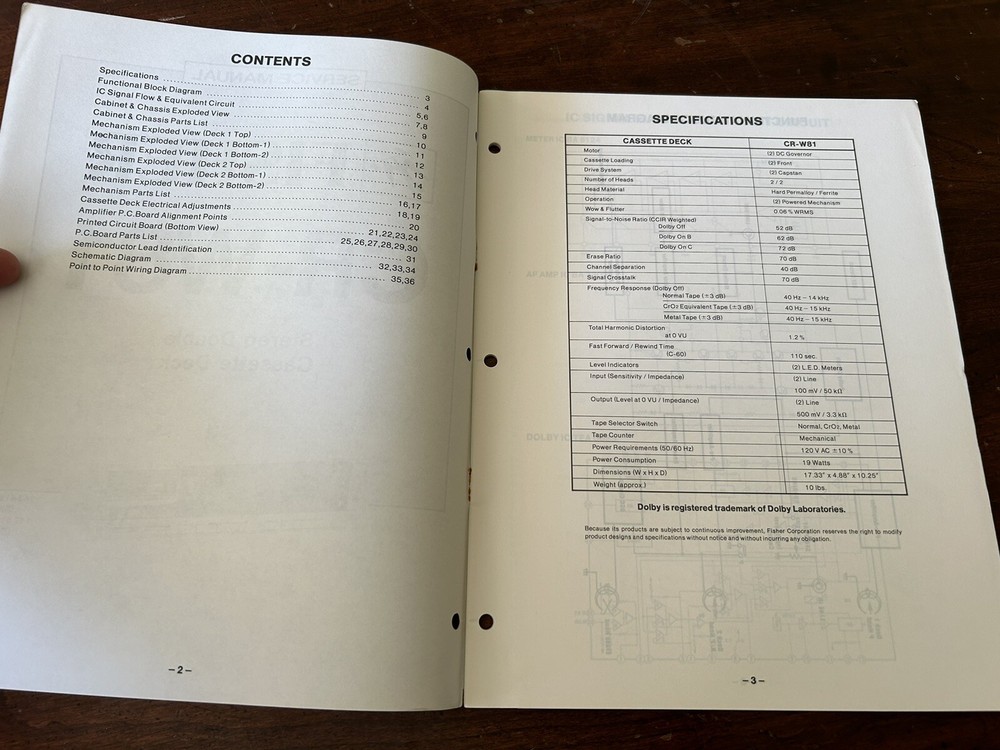 CONTENTS
Specifications ........ 3
Functional Block Diagram ........ 4
IC Signal Flow & Equivalent Circuit ........ 5,6
Cabinet & Chassis Exploded View ........ 7,8
Cabinet & Chassis Parts List ........ 9
Mechanism Exploded View (Deck 1 Top) ........ 10
Mechanism Exploded View (Deck 1 Bottom-1) ........ 11
Mechanism Exploded View (Deck 1 Bottom-2) ........ 12
Mechanism Exploded View (Deck 2 Top) ........ 13
Mechanism Exploded View (Deck 2 Bottom-1) ........ 14
Mechanism Exploded View (Deck 2 Bottom-2) ........ 15
Mechanism Parts List ........ 16,17
Cassette Deck Electrical Adjustments ........ 18,19
Amplifier P.C.Board Alignment Points ........ 20
Printed Circuit Board (Bottom View) ........ 21,22,23,24
P.C.Board Parts List ........ 25,26,27,28,29,30
Semiconductor Lead Identification ........ 31
Schematic Diagram ........ 32,33,34
Point to Point Wiring Diagram ........ 35,36
–2–
SPECIFICATIONS
CASSETTE DECK CR-W81
Motor (2) DC Governor
Cassette Loading (2) Front
Drive System (2) Capstan
Number of Heads 2 / 2
Head Material Hard Permalloy / Ferrite
Operation (2) Powered Mechanism
Wow & Flutter 0.06 % WRMS
Signal-to-Noise Ratio (CCIR Weighted)
Dolby Off 52 dB
Dolby On B 62 dB
Dolby On C 72 dB
Erase Ratio 70 dB
Channel Separation 40 dB
Signal Crosstalk 70 dB
Frequency Response (Dolby Off)
Normal Tape (±3 dB) 40 Hz – 14 kHz
CrO2 Equivalent Tape (±3 dB) 40 Hz – 15 kHz
Metal Tape (±3 dB) 40 Hz – 15 kHz
Total Harmonic Distortion
at 0 VU 1.2 %
Fast Forward / Rewind Time
(C-60) 110 sec.
Level Indicators (2) L.E.D. Meters
Input (Sensitivity / Impedance) (2) Line
100 mV / 50 kΩ
Output (Level at 0 VU / Impedance) (2) Line
500 mV / 3.3 kΩ
Tape Selector Switch Normal, CrO2, Metal
Tape Counter Mechanical
Power Requirements (50/60 Hz) 120 V AC ±10 %
Power Consumption 19 Watts
Dimensions (W x H x D) 17.33" x 4.88" x 10.25"
Weight (approx.) 10 lbs.
Dolby is registered trademark of Dolby Laboratories.
Because its products are subject to continuous improvement, Fisher Corporation reserves the right to modify
product designs and specifications without notice and without incurring any obligation.
–3–